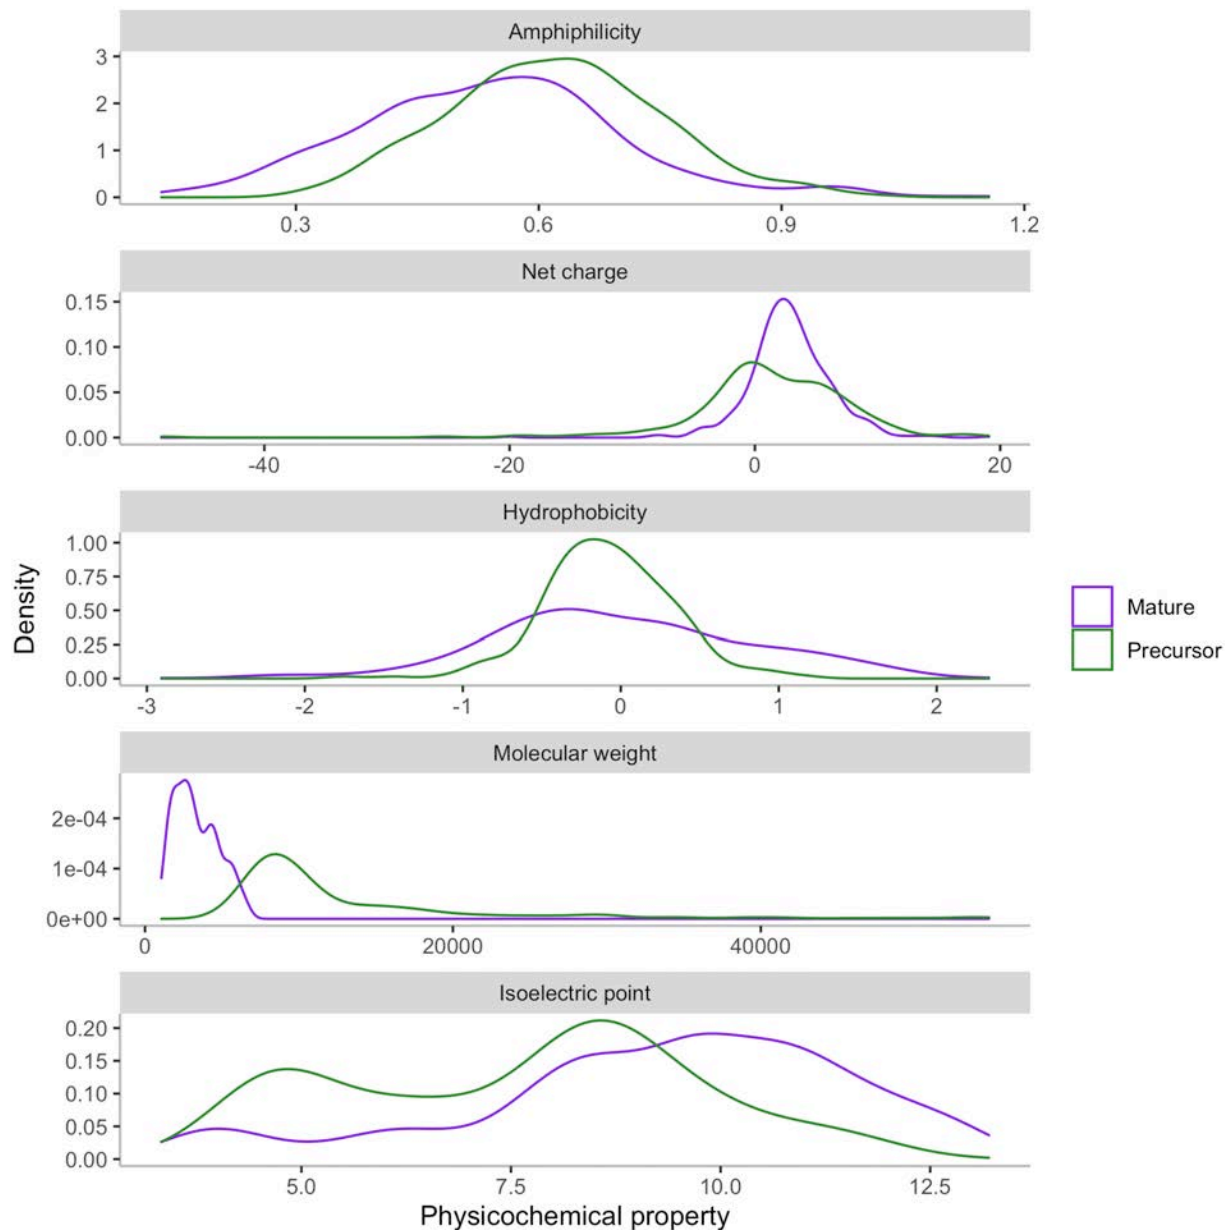 Amphiphilicity
3
2
1
0
0.3 0.6 0.9 1.2
Net charge
0.15
0.10
0.05
0.00
-40 -20 0 20
Hydrophobicity
1.00
0.75
0.50
0.25
0.00
-3 -2 -1 0 1 2
Density
Mature
Precursor
Molecular weight
2e-04
1e-04
0e+00
0 20000 40000
Isoelectric point
0.20
0.15
0.10
0.05
0.00
5.0 7.5 10.0 12.5
Physicochemical property